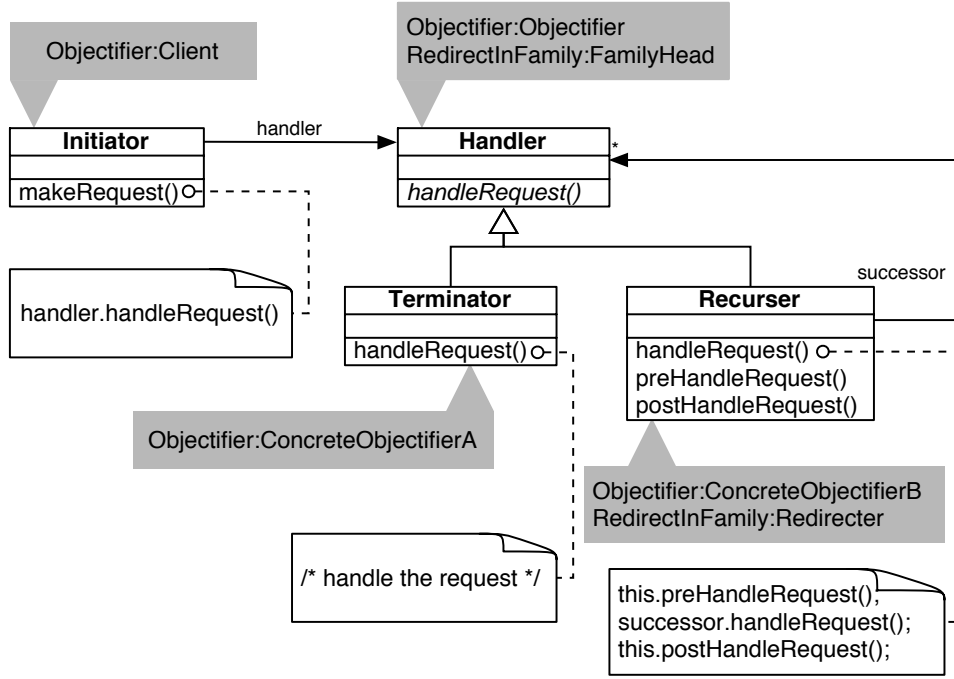 Objectifier:Client
Objectifier:Objectifier
RedirectInFamily:FamilyHead
Initiator
handler
Handler
*
makeRequest()
handleRequest()
handler.handleRequest()
successor
Terminator
Recurser
handleRequest()
handleRequest()
preHandleRequest()
postHandleRequest()
Objectifier:ConcreteObjectifierA
Objectifier:ConcreteObjectifierB
RedirectInFamily:Redirecter
/* handle the request */
this.preHandleRequest();
successor.handleRequest();
this.postHandleRequest();